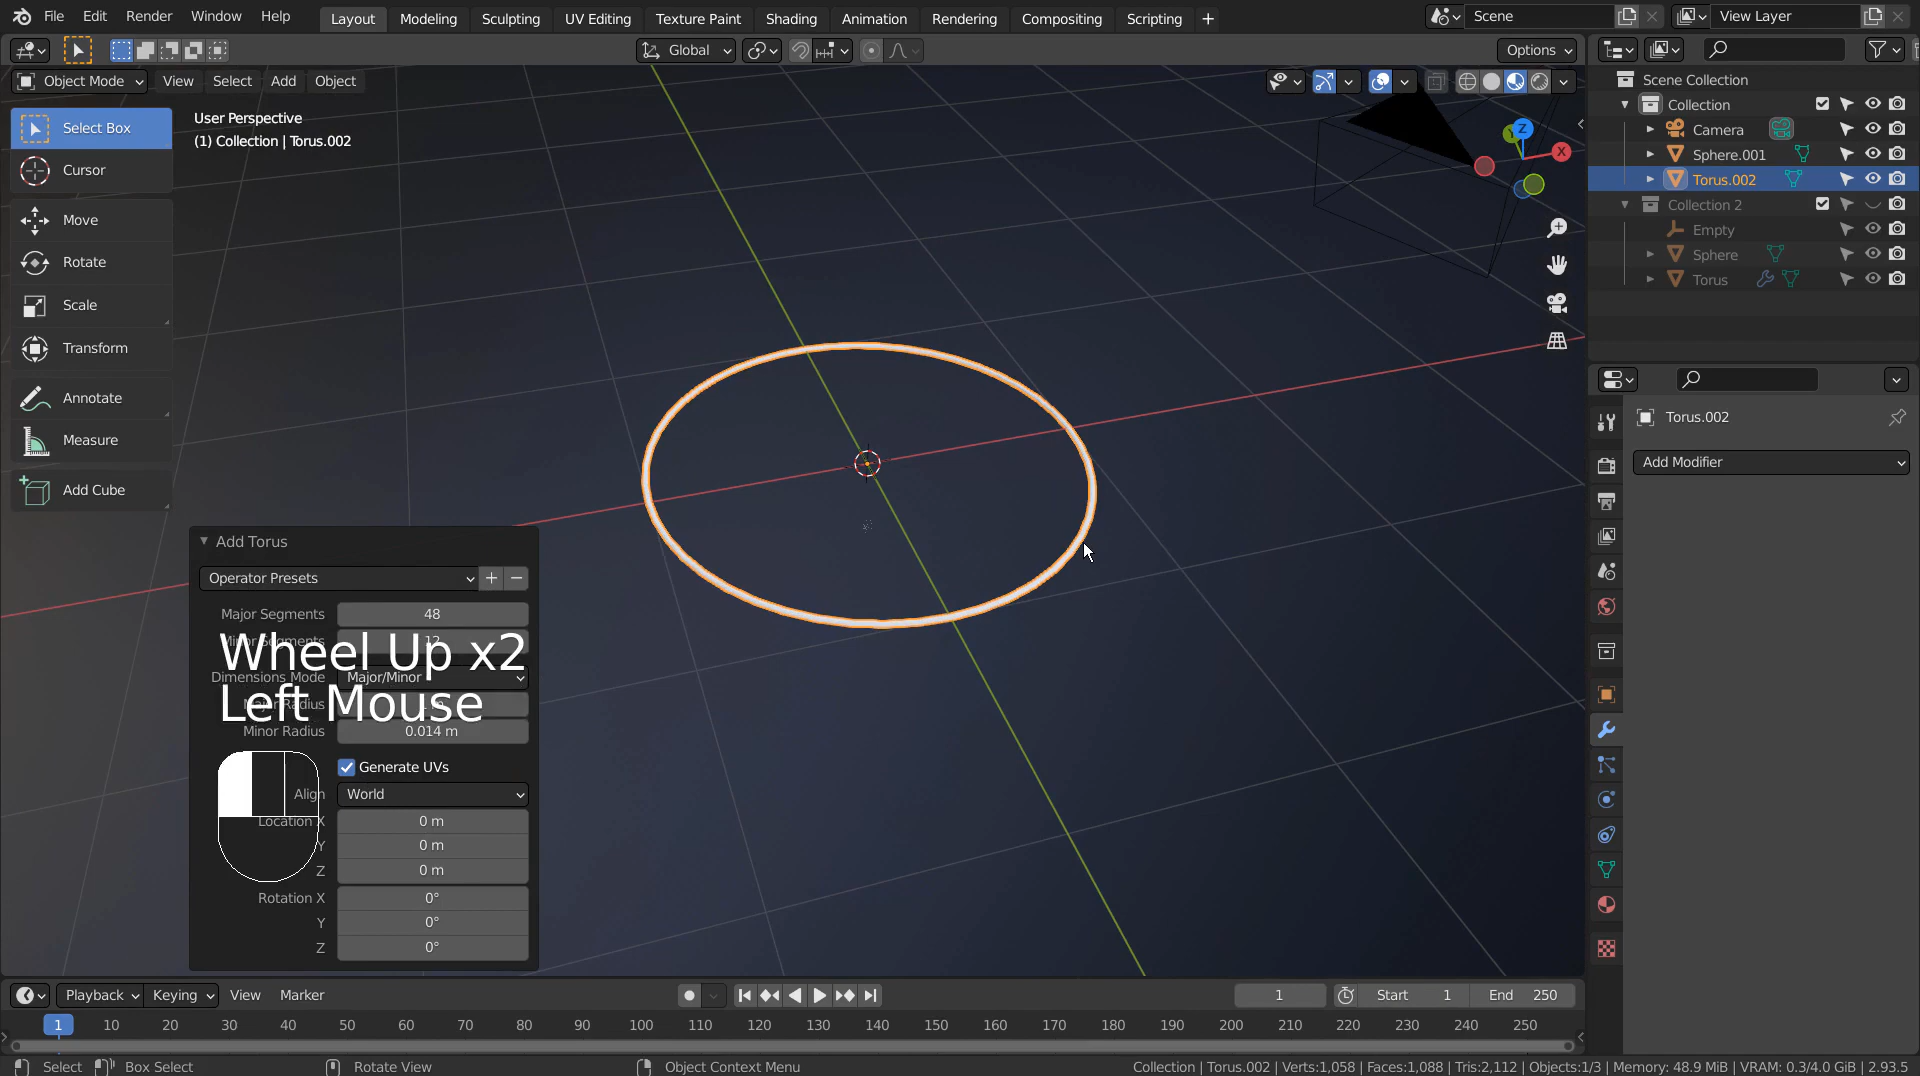 File Edit Render Window Help Layout Modeling Sculpting UV Editing Texture Paint Shading Animation Rendering Compositing Scripting + Scene View Layer
Global Options
Object Mode View Select Add Object
Scene Collection
Collection
Camera
Sphere.001
Torus.002
Collection 2
Empty
Sphere
Torus
Select Box
Cursor
Move
Rotate
Scale
Transform
Annotate
Measure
Add Cube
User Perspective
(1) Collection | Torus.002
Z
X
Torus.002
Add Modifier
Add Torus
Operator Presets
Major Segments 48
Minor Segments 12
Wheel Up x2
Dimensions Mode Major/Minor
Left Mouse
Major Radius
Minor Radius 0.014 m
Generate UVs
Align World
Location X 0 m
Y 0 m
Z 0 m
Rotation X 0°
Y 0°
Z 0°
Playback Keying View Marker 1 Start 1 End 250
1 10 20 30 40 50 60 70 80 90 100 110 120 130 140 150 160 170 180 190 200 210 220 230 240 250
Select Box Select Rotate View Object Context Menu Collection | Torus.002 | Verts:1,058 | Faces:1,088 | Tris:2,112 | Objects:1/3 | Memory: 48.9 MiB | VRAM: 0.3/4.0 GiB | 2.93.5